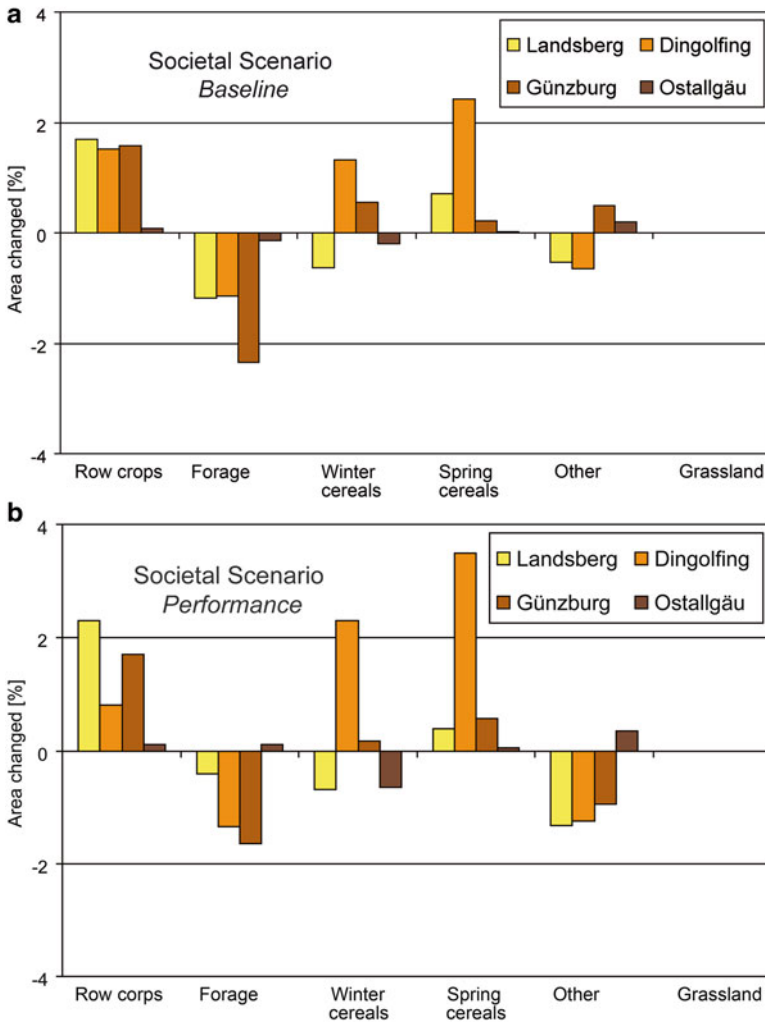 a
4
2
0
-2
-4
Area changed [%]
Societal Scenario
Baseline
Landsberg Dingolfing
Günzburg Ostallgäu
Row crops Forage Winter cereals Spring cereals Other Grassland
b
4
2
0
-2
-4
Area changed [%]
Societal Scenario
Performance
Landsberg Dingolfing
Günzburg Ostallgäu
Row corps Forage Winter cereals Spring cereals Other Grassland